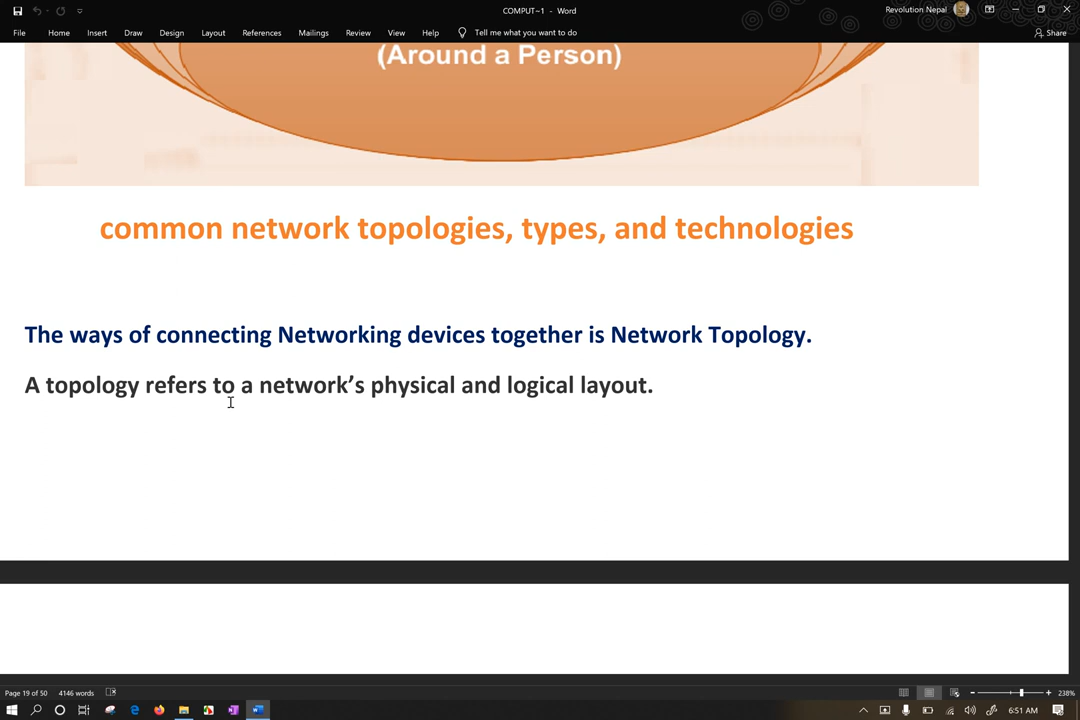 COMPUT~1 - Word
Revolution Nepal
File Home Insert Draw Design Layout References Mailings Review View Help Tell me what you want to do Share
(Around a Person)
common network topologies, types, and technologies
The ways of connecting Networking devices together is Network Topology.
A topology refers to a network’s physical and logical layout.
Page 19 of 50 4146 words 238%
6:51 AM